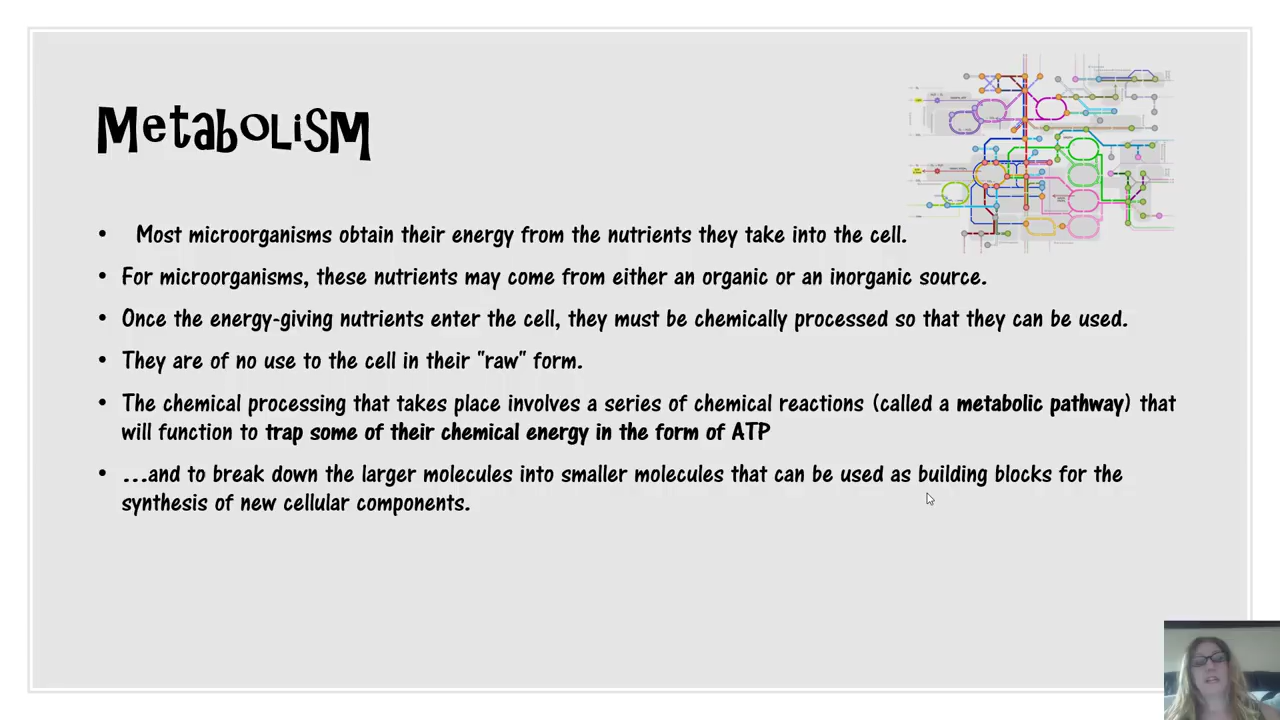 MetaboLiSM
• Most microorganisms obtain their energy from the nutrients they take into the cell.
• For microorganisms, these nutrients may come from either an organic or an inorganic source.
• Once the energy-giving nutrients enter the cell, they must be chemically processed so that they can be used.
• They are of no use to the cell in their "raw" form.
• The chemical processing that takes place involves a series of chemical reactions (called a metabolic pathway) that
will function to trap some of their chemical energy in the form of ATP
• ...and to break down the larger molecules into smaller molecules that can be used as building blocks for the
synthesis of new cellular components.